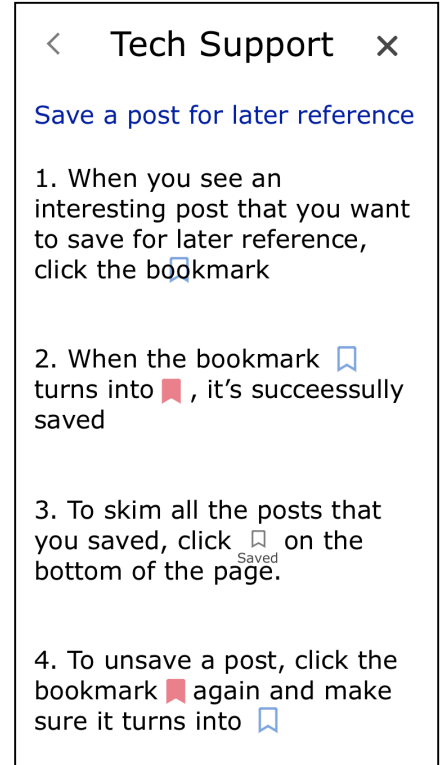 Tech Support
Save a post for later reference
1. When you see an
interesting post that you want
to save for later reference,
click the bookmark
2. When the bookmark
turns into , it’s succeessully
saved
3. To skim all the posts that
you saved, click Saved on the
bottom of the page.
4. To unsave a post, click the
bookmark again and make
sure it turns into